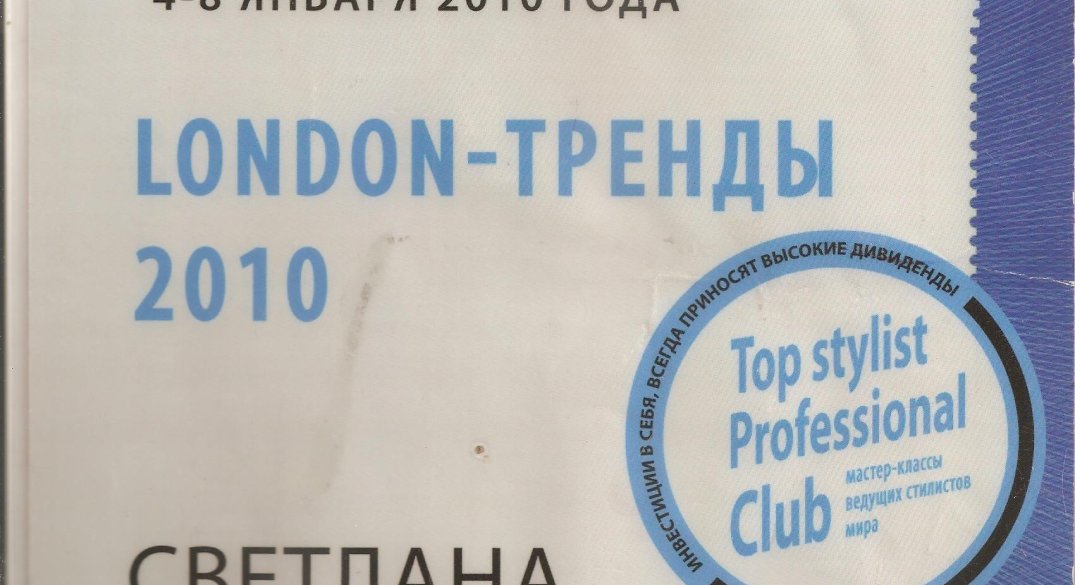 4-8 ЯНВАРЯ 2010 ГОДА
LONDON-ТРЕНДЫ
2010
ИНВЕСТИЦИИ В СЕБЯ, ВСЕГДА ПРИНОСЯТ ВЫСОКИЕ ДИВИДЕНДЫ
Top stylist
Professional
Club
мастер-классы
ведущих стилистов
мира
СВЕТЛАНА